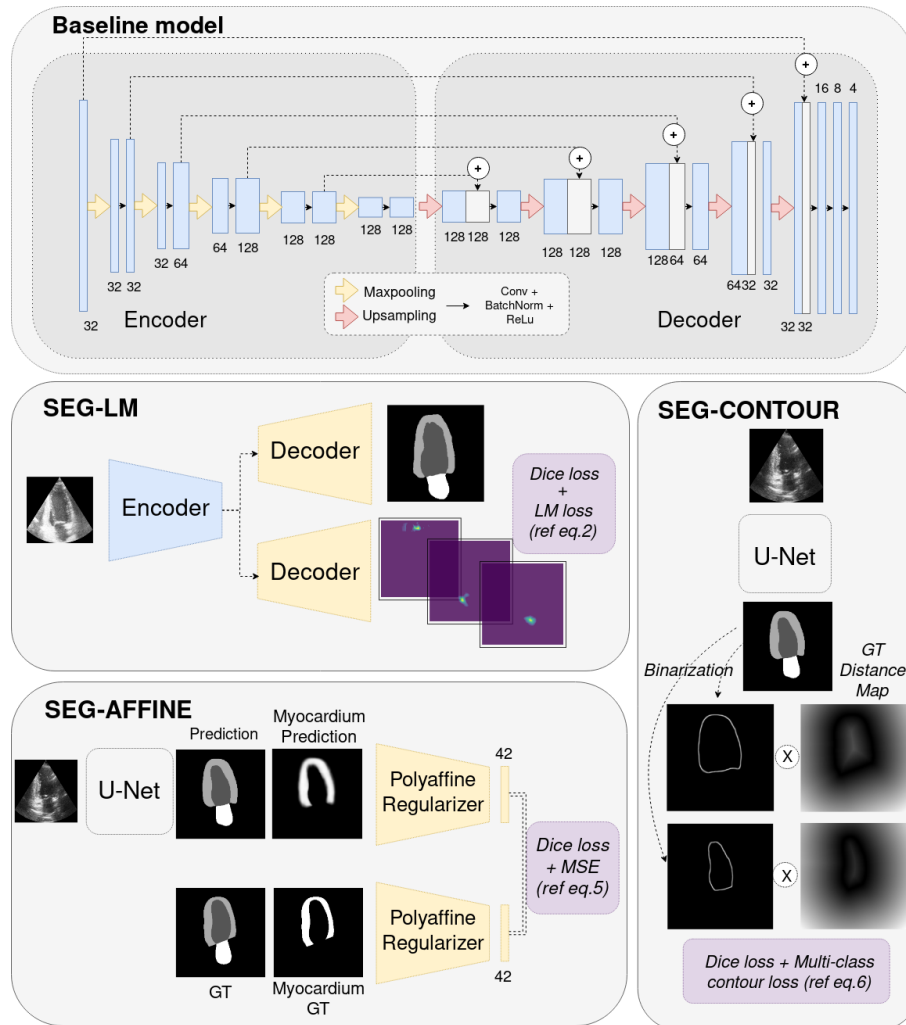 Baseline model
+
+
+
+
+
16 8 4
32
32 32
32 64
64 128
128 128
128 128
128 128 128
128 128 128
128 64 64
64 32 32
32 32
Encoder
Maxpooling
Upsampling
Conv +
BatchNorm +
ReLu
Decoder
SEG-LM
Encoder
Decoder
Decoder
Dice loss
+
LM loss
(ref eq.2)
SEG-AFFINE
U-Net
Prediction
Myocardium
Prediction
Polyaffine
Regularizer
42
GT
Myocardium
GT
Polyaffine
Regularizer
42
Dice loss
+ MSE
(ref eq.5)
SEG-CONTOUR
U-Net
Binarization
GT
Distance
Map
X
X
Dice loss + Multi-class
contour loss (ref eq.6)